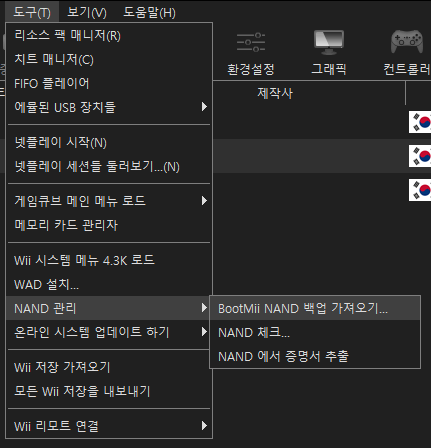 도구(T) 보기(V) 도움말(H)
리소스 팩 매니저(R)
치트 매니저(C)
FIFO 플레이어
에뮬된 USB 장치들
넷플레이 시작(N)
넷플레이 세션들 둘러보기...(N)
게임큐브 메인 메뉴 로드
메모리 카드 관리자
Wii 시스템 메뉴 4.3K 로드
WAD 설치...
NAND 관리
온라인 시스템 업데이트 하기
Wii 저장 가져오기
모든 Wii 저장을 내보내기
Wii 리모트 연결
환경설정 그래픽 컨트롤러
제작사
BootMii NAND 백업 가져오기...
NAND 체크...
NAND 에서 증명서 추출